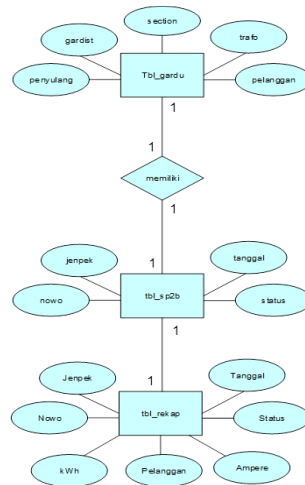 section
gardist
trafo
penyulang
Tbl_gardu
pelanggan
1
1
memiliki
1
jenpek
tanggal
1
nowo
tbl_sp2b
status
1
Jenpek
Tanggal
1
Nowo
tbl_rekap
Status
kWh
Pelanggan
Ampere